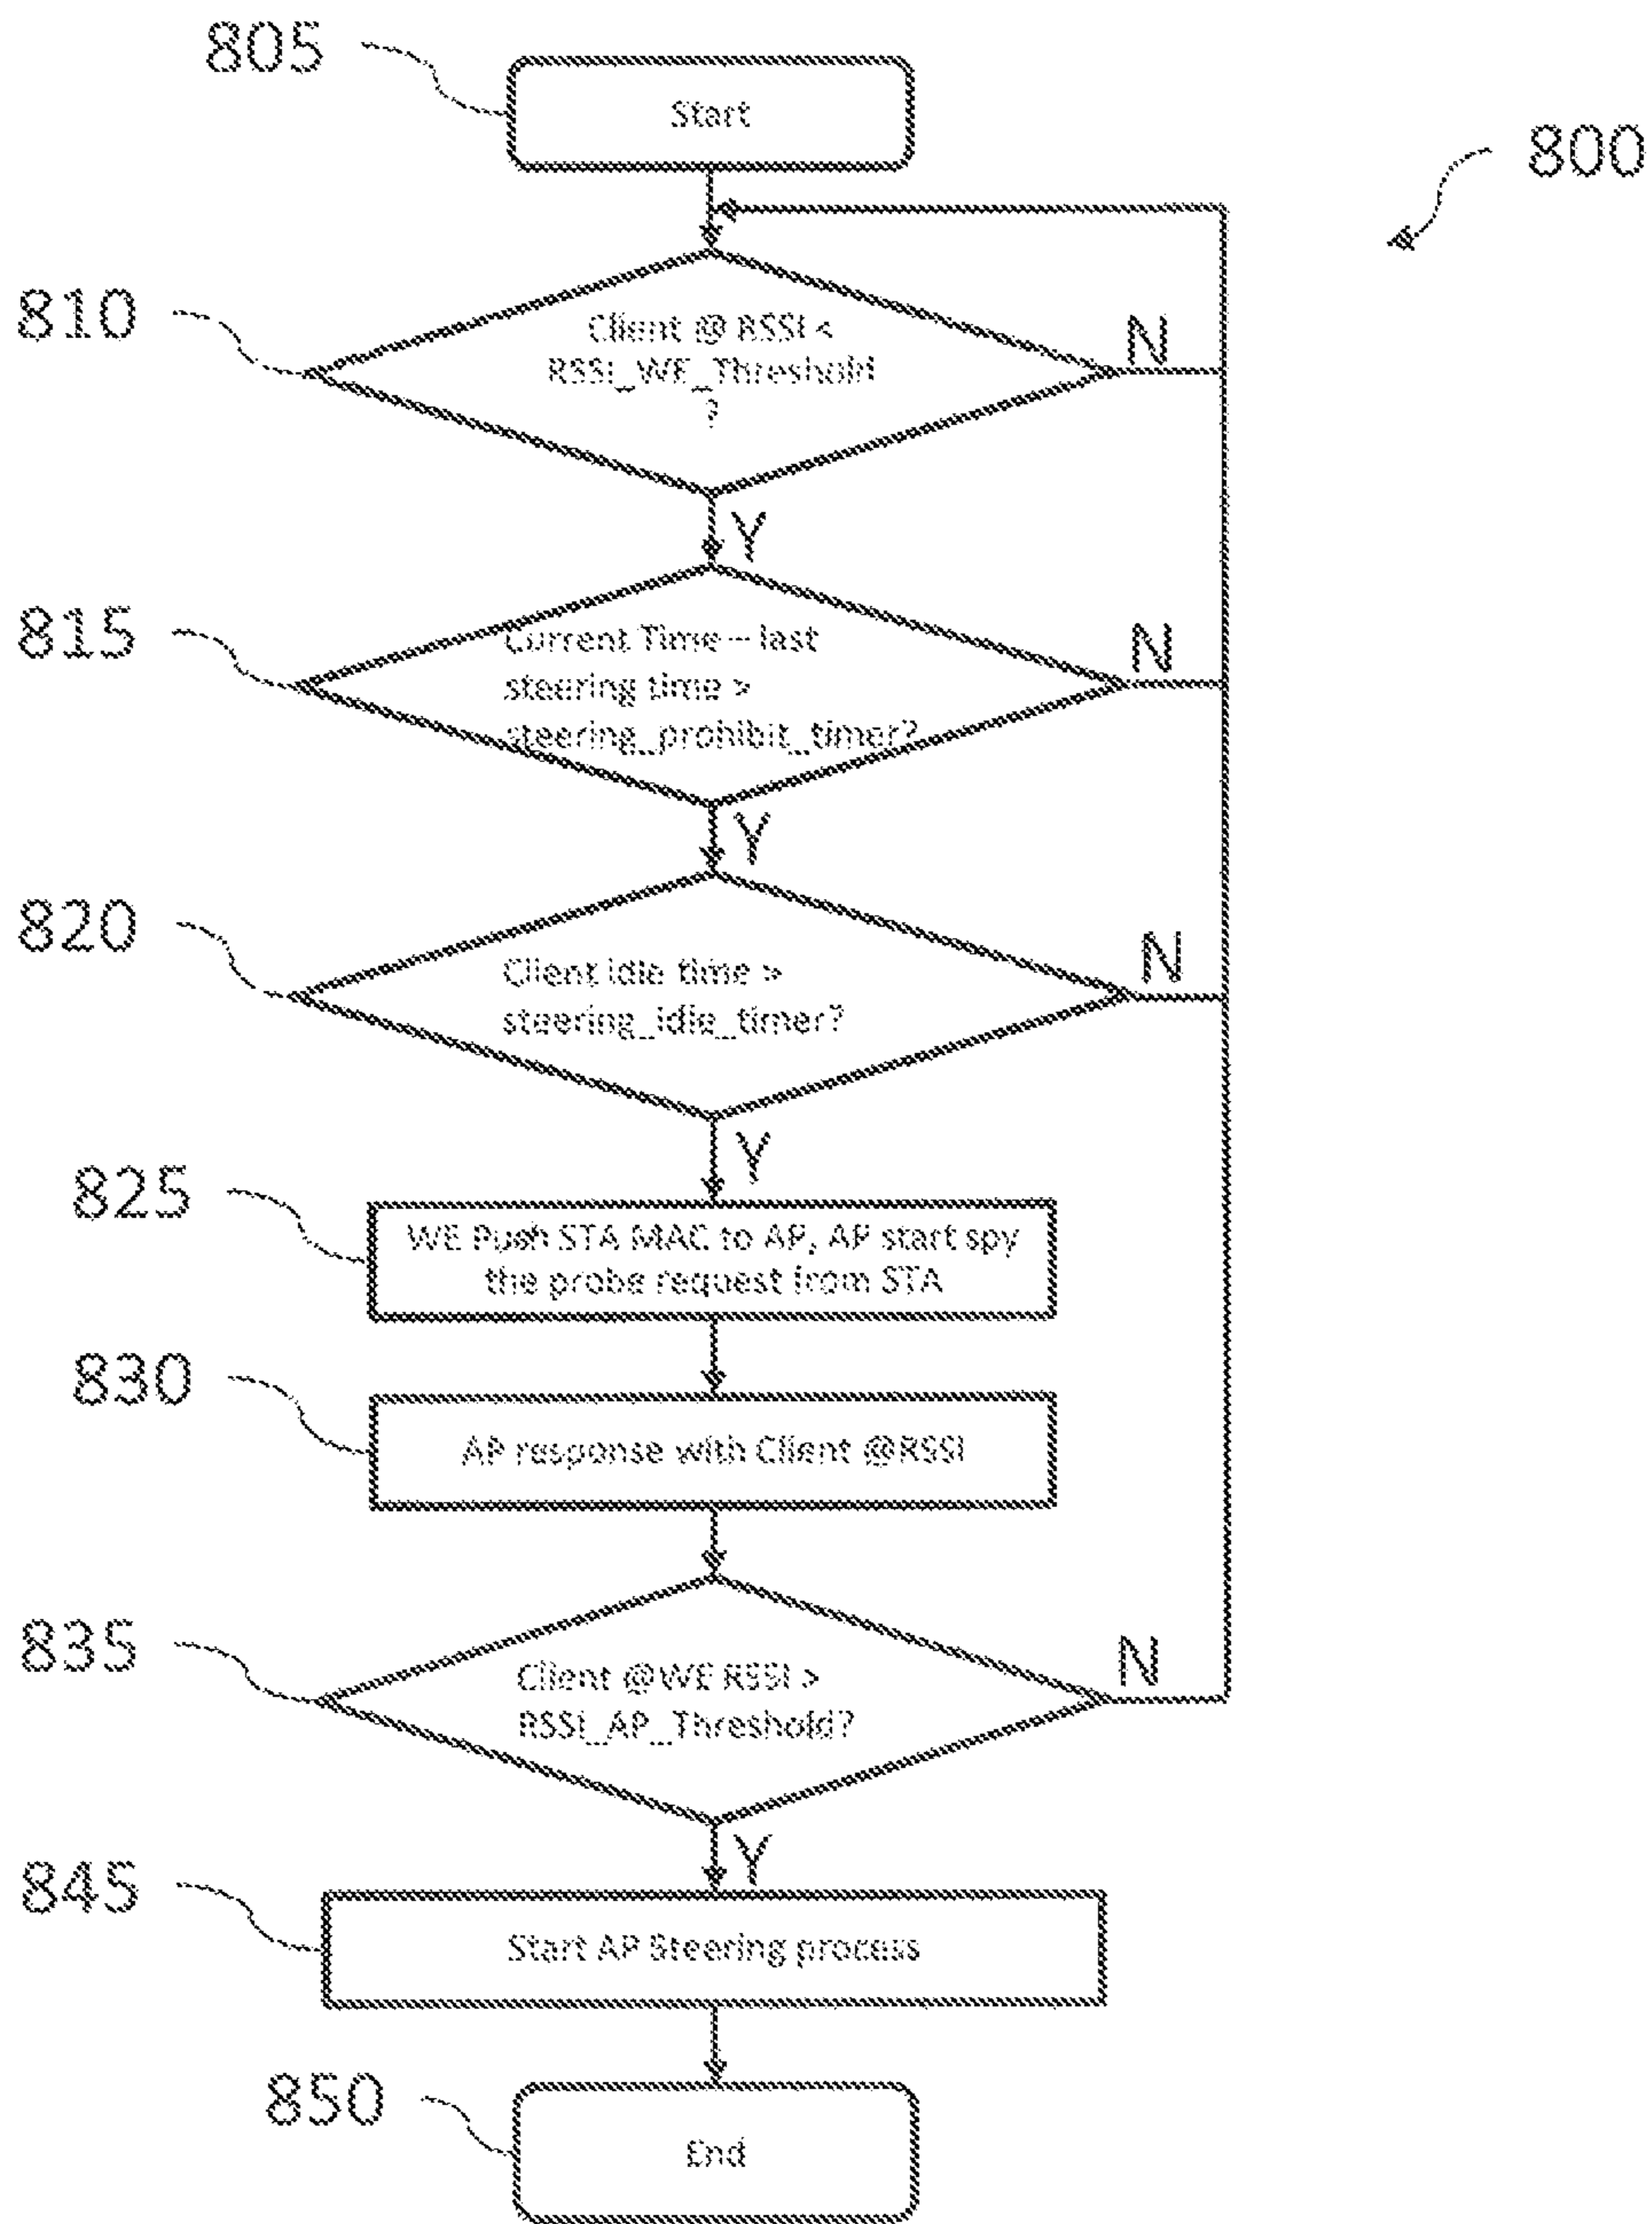 805
Start
800
810
Client @ RSSI <
RSSI_WE_Threshold
?
N
Y
815
Current Time – last
steering time >
steering_prohibit_timer?
N
Y
820
Client idle time >
steering_idle_timer?
N
Y
825
WE Push STA MAC to AP, AP start spy
the probe request from STA
830
AP response with Client @RSSI
835
Client @WE RSSI >
RSSI_AP_Threshold?
N
Y
845
Start AP Steering process
850
End